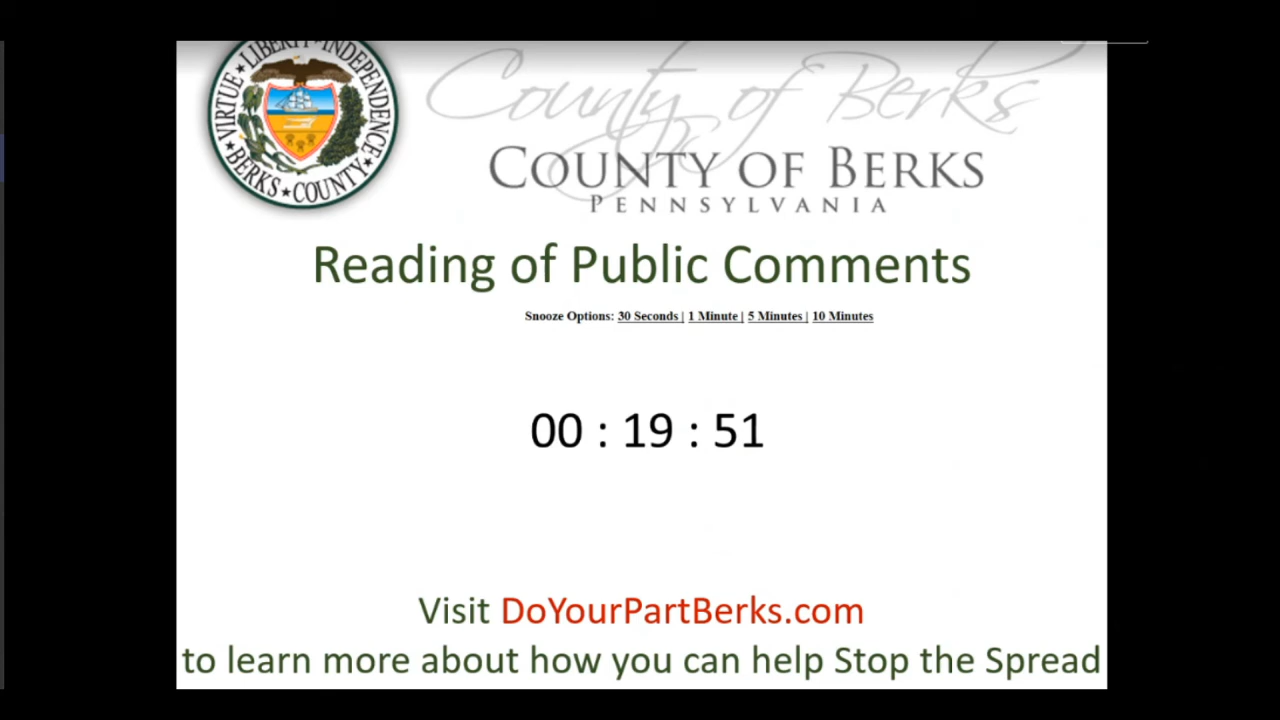 VIRTUE ★ LIBERTY ★ INDEPENDENCE
★ BERKS ★ COUNTY ★
County of Berks
COUNTY OF BERKS
PENNSYLVANIA
Reading of Public Comments
Snooze Options: 30 Seconds | 1 Minute | 5 Minutes | 10 Minutes
00 : 19 : 51
Visit DoYourPartBerks.com
to learn more about how you can help Stop the Spread